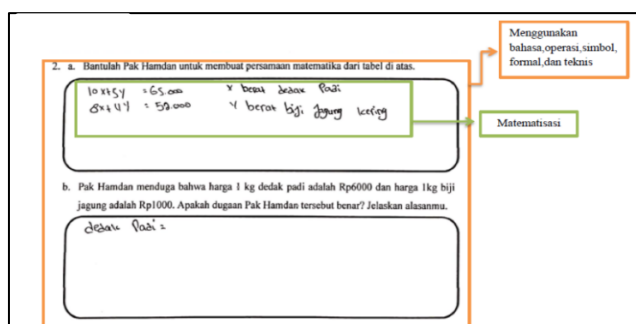 Menggunakan
bahasa,operasi,simbol,
formal,dan teknis
2. a. Bantulah Pak Hamdan untuk membuat persamaan matematika dari tabel di atas.
10x+5y = 65.000 x berat dedak Padi
8x+4y = 52.000 y berat biji Jagung kering
Matematisasi
b. Pak Hamdan menduga bahwa harga 1 kg dedak padi adalah Rp6000 dan harga 1kg biji
jagung adalah Rp1000. Apakah dugaan Pak Hamdan tersebut benar? Jelaskan alasanmu.
dedak Padi =